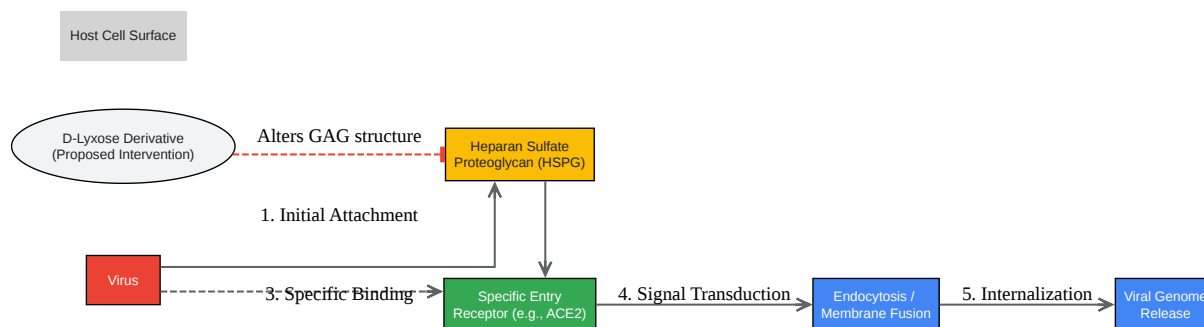 Host Cell Surface
D-Lyxose Derivative
(Proposed Intervention)
Alters GAG structure
Heparan Sulfate
Proteoglycan (HSPG)
1. Initial Attachment
Virus
3. Specific Binding
Specific Entry
Receptor (e.g., ACE2)
4. Signal Transduction
Endocytosis /
Membrane Fusion
5. Internalization
Viral Genome
Release